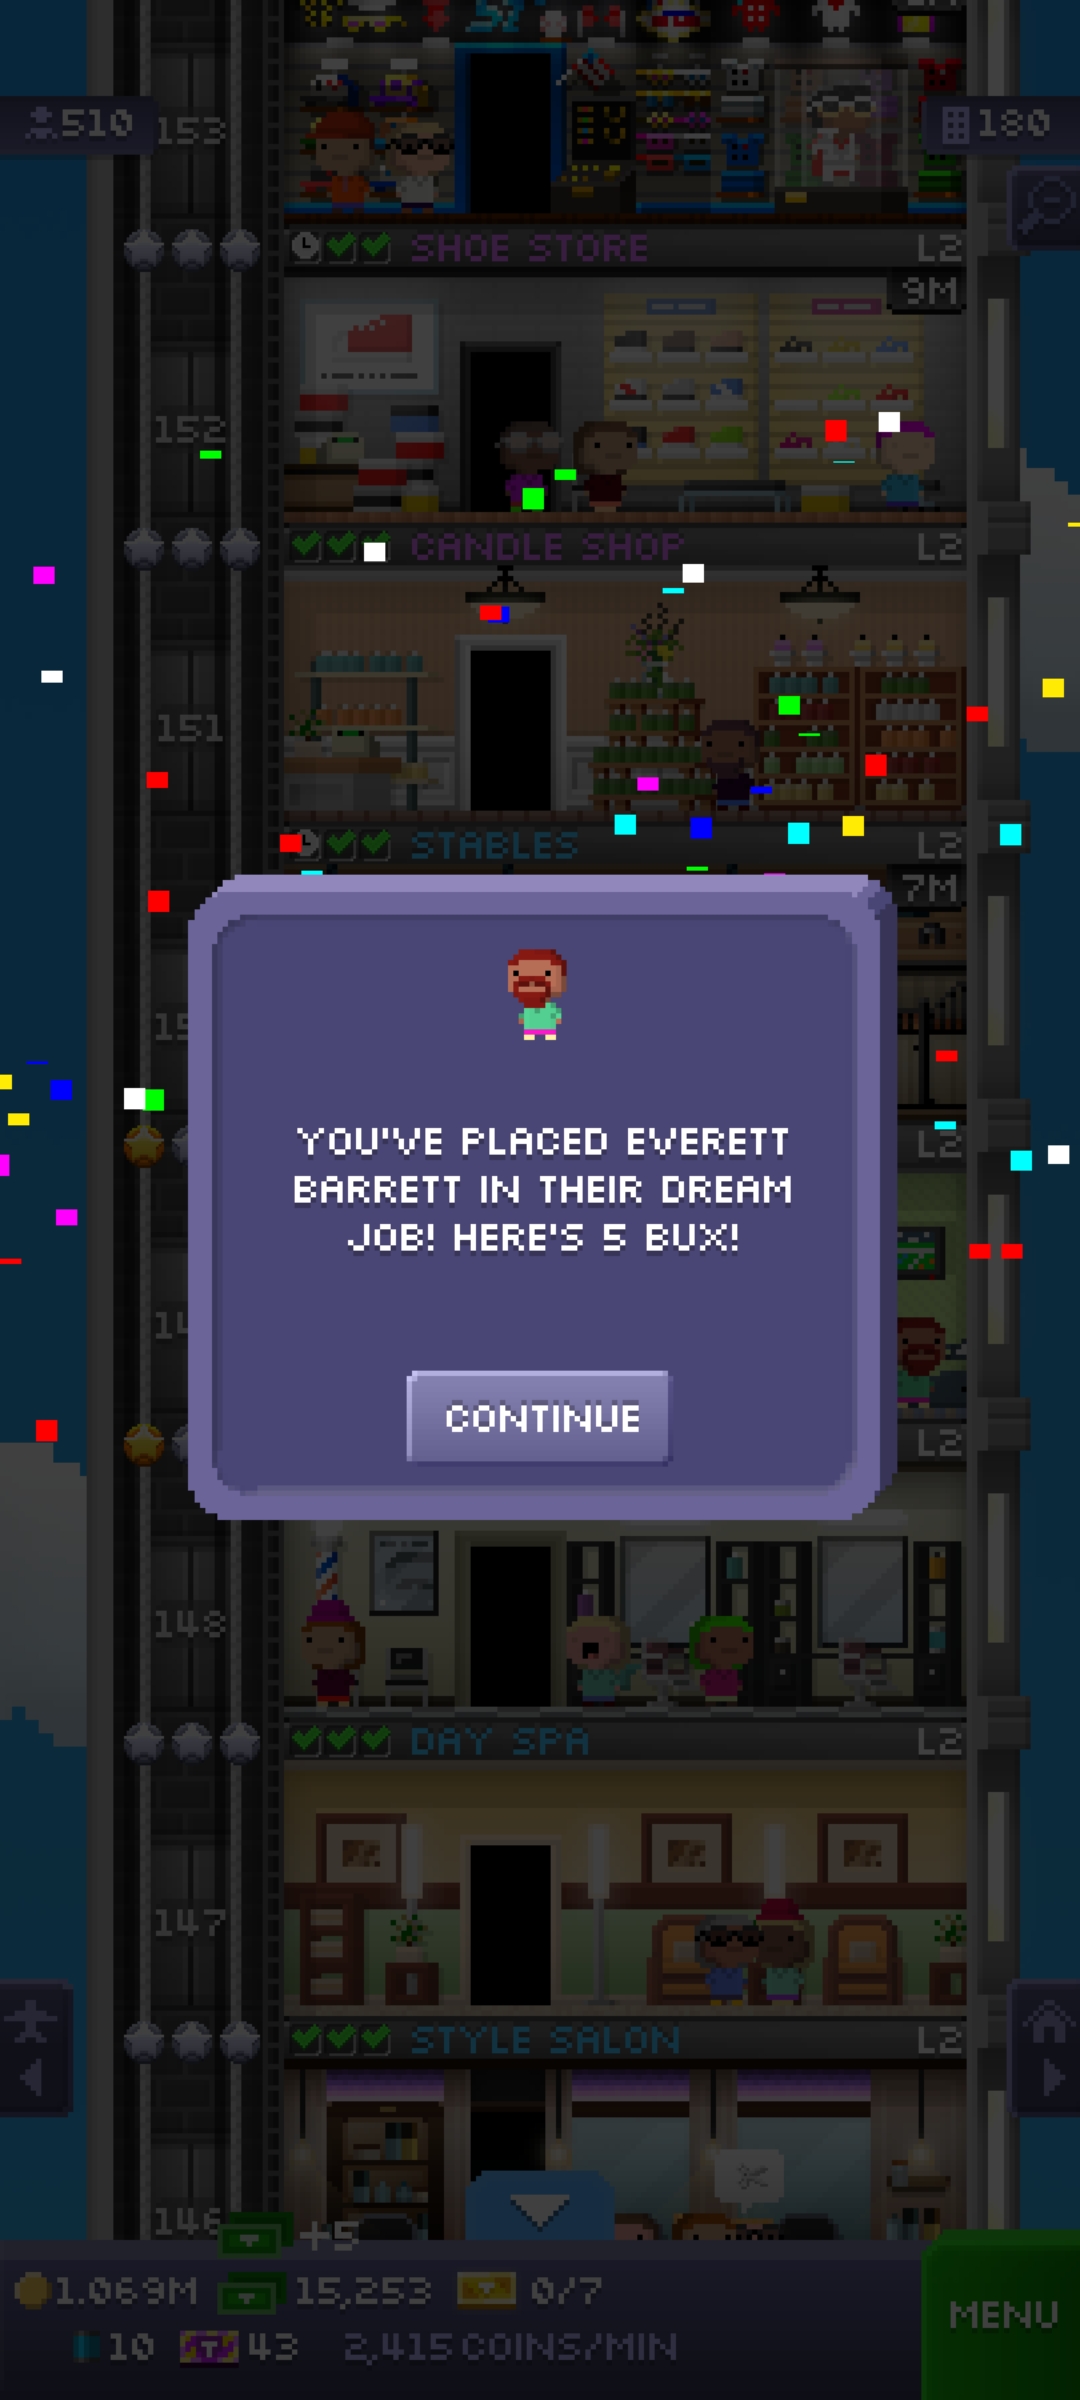 510
153
180
SHOE STORE L2
9M
152
CANDLE SHOP L2
151
STABLES L2
7M
15
L2
YOU'VE PLACED EVERETT
BARRETT IN THEIR DREAM
JOB! HERE'S 5 BUX!
14
CONTINUE
L2
148
DAY SPA L2
147
STYLE SALON L2
146
+5
1.069M 15,253 0/7
MENU
10 T 43 2,415 COINS/MIN